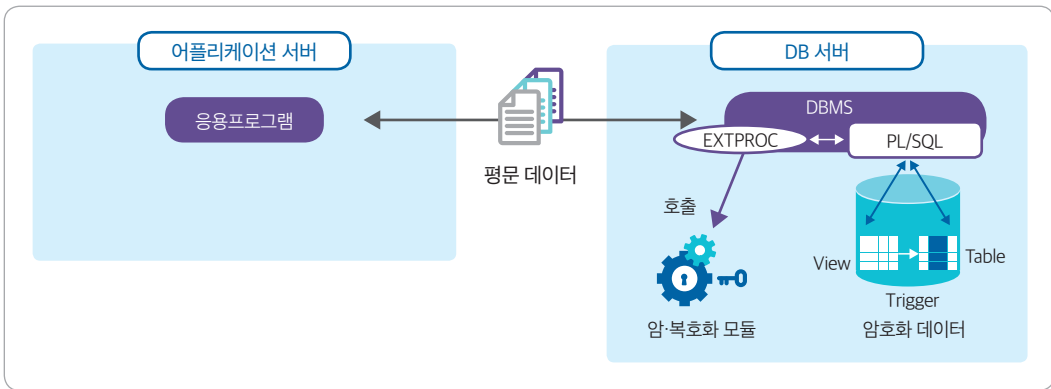 어플리케이션 서버
DB 서버
응용프로그램
평문 데이터
DBMS
EXTPROC
PL/SQL
호출
암·복호화 모듈
View
Table
Trigger
암호화 데이터